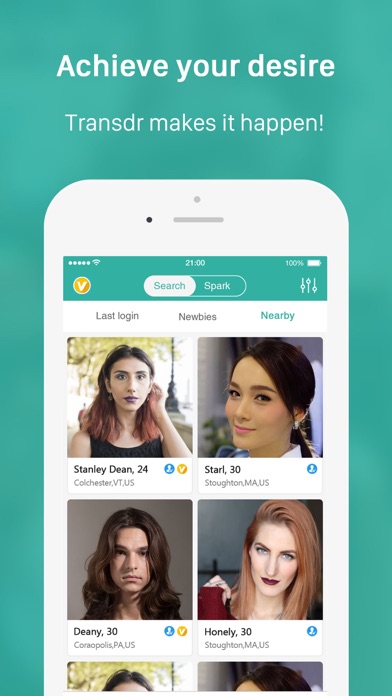 Achieve your desire
Transdr makes it happen!
21:00
100%
V
Search Spark
Last login Newbies Nearby
Stanley Dean, 24 V
Colchester,VT,US
Starl, 30
Stoughton,MA,US
Deany, 30 V
Coraopolis,PA,US
Honely, 30
Stoughton,MA,US